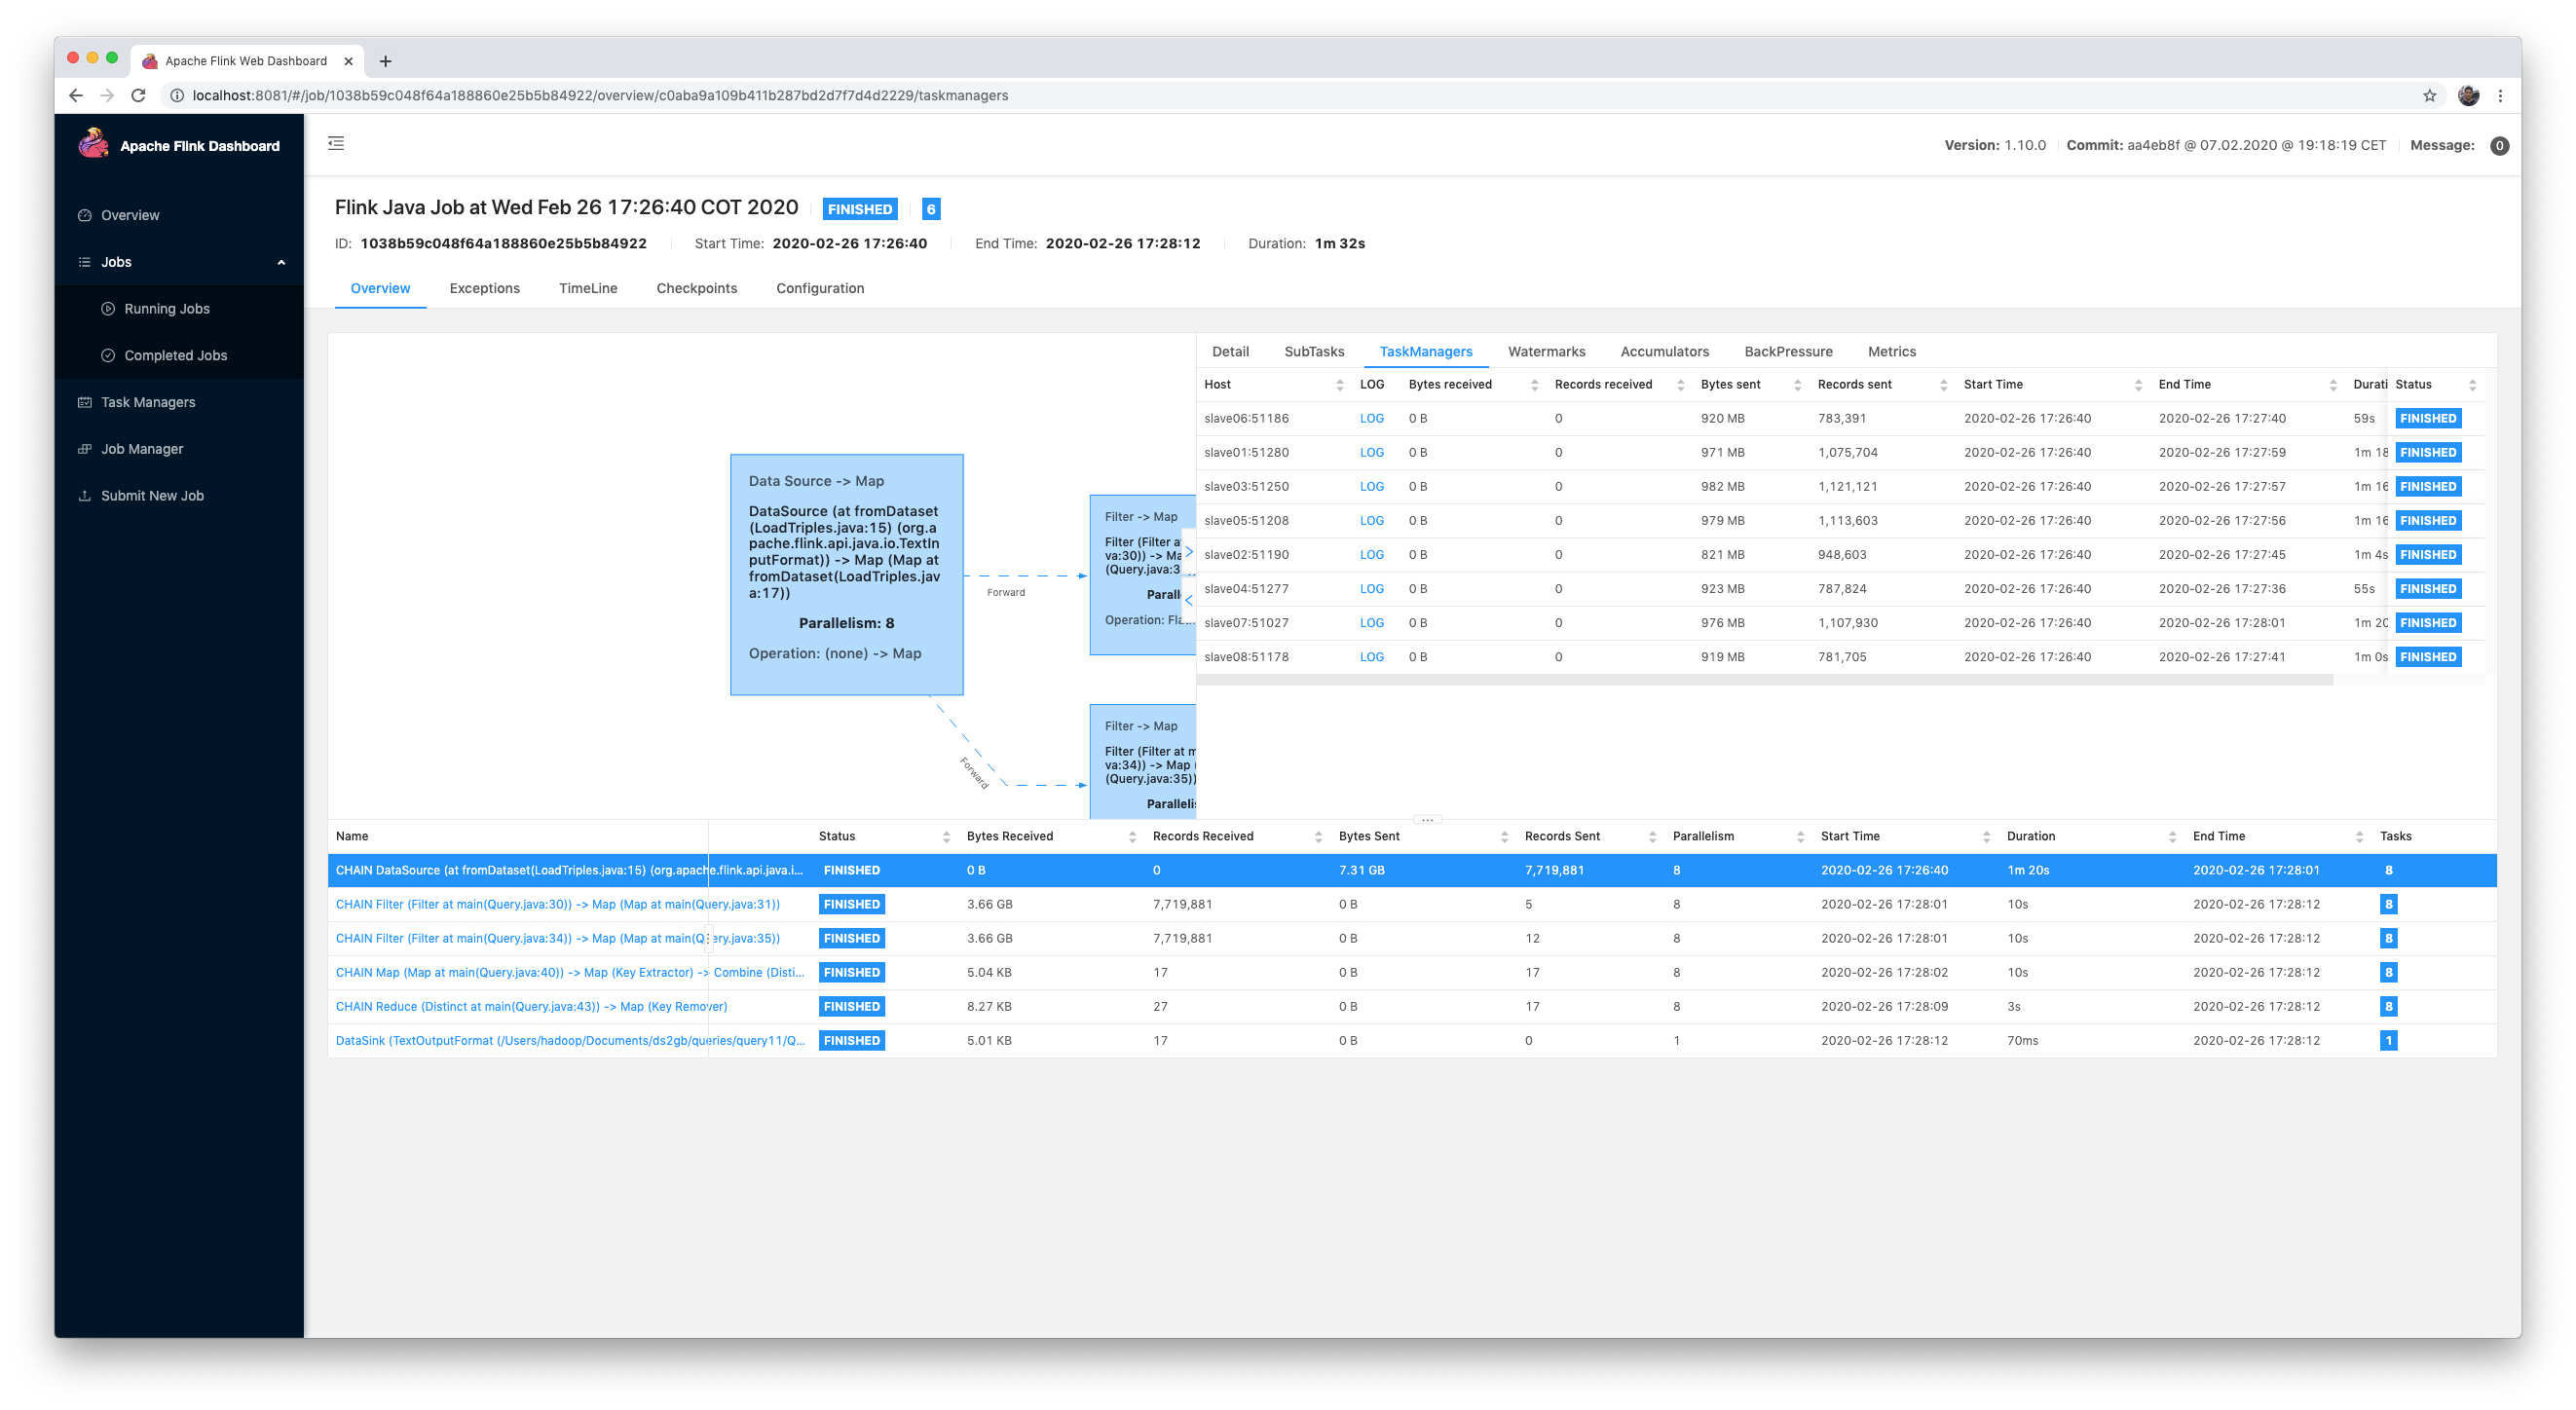 Apache Flink Web Dashboard
localhost:8081/#/job/1038b59c048f64a188860e25b5b84922/overview/c0aba9a109b411b287bd2d7f7d4d2229/taskmanagers
Apache Flink Dashboard
Version: 1.10.0 Commit: aa4eb8f @ 07.02.2020 @ 19:18:19 CET Message: 0
Overview
Jobs
Running Jobs
Completed Jobs
Task Managers
Job Manager
Submit New Job
Flink Java Job at Wed Feb 26 17:26:40 COT 2020 FINISHED 6
ID: 1038b59c048f64a188860e25b5b84922 Start Time: 2020-02-26 17:26:40 End Time: 2020-02-26 17:28:12 Duration: 1m 32s
Overview Exceptions TimeLine Checkpoints Configuration
Data Source -> Map
DataSource (at fromDataset
(LoadTriples.java:15) (org.a
pache.flink.api.java.io.TextIn
putFormat)) -> Map (Map at
fromDataset(LoadTriples.jav
a:17))
Parallelism: 8
Operation: (none) -> Map
Forward
Forward
Filter -> Map
Filter (Filter a
va:30)) -> Ma
(Query.java:3
Parall
Operation: Fla
Filter -> Map
Filter (Filter at m
va:34)) -> Map (
(Query.java:35))
Paralleli
Detail SubTasks TaskManagers Watermarks Accumulators BackPressure Metrics
Host LOG Bytes received Records received Bytes sent Records sent Start Time End Time Durati Status
slave06:51186 LOG 0 B 0 920 MB 783,391 2020-02-26 17:26:40 2020-02-26 17:27:40 59s FINISHED
slave01:51280 LOG 0 B 0 971 MB 1,075,704 2020-02-26 17:26:40 2020-02-26 17:27:59 1m 18 FINISHED
slave03:51250 LOG 0 B 0 982 MB 1,121,121 2020-02-26 17:26:40 2020-02-26 17:27:57 1m 16 FINISHED
slave05:51208 LOG 0 B 0 979 MB 1,113,603 2020-02-26 17:26:40 2020-02-26 17:27:56 1m 16 FINISHED
slave02:51190 LOG 0 B 0 821 MB 948,603 2020-02-26 17:26:40 2020-02-26 17:27:45 1m 4s FINISHED
slave04:51277 LOG 0 B 0 923 MB 787,824 2020-02-26 17:26:40 2020-02-26 17:27:36 55s FINISHED
slave07:51027 LOG 0 B 0 976 MB 1,107,930 2020-02-26 17:26:40 2020-02-26 17:28:01 1m 20 FINISHED
slave08:51178 LOG 0 B 0 919 MB 781,705 2020-02-26 17:26:40 2020-02-26 17:27:41 1m 0s FINISHED
Name Status Bytes Received Records Received Bytes Sent Records Sent Parallelism Start Time Duration End Time Tasks
CHAIN DataSource (at fromDataset(LoadTriples.java:15) (org.apache.flink.api.java.i... FINISHED 0 B 0 7.31 GB 7,719,881 8 2020-02-26 17:26:40 1m 20s 2020-02-26 17:28:01 8
CHAIN Filter (Filter at main(Query.java:30)) -> Map (Map at main(Query.java:31)) FINISHED 3.66 GB 7,719,881 0 B 5 8 2020-02-26 17:28:01 10s 2020-02-26 17:28:12 8
CHAIN Filter (Filter at main(Query.java:34)) -> Map (Map at main(Query.java:35)) FINISHED 3.66 GB 7,719,881 0 B 12 8 2020-02-26 17:28:01 10s 2020-02-26 17:28:12 8
CHAIN Map (Map at main(Query.java:40)) -> Map (Key Extractor) -> Combine (Disti... FINISHED 5.04 KB 17 0 B 17 8 2020-02-26 17:28:02 10s 2020-02-26 17:28:12 8
CHAIN Reduce (Distinct at main(Query.java:43)) -> Map (Key Remover) FINISHED 8.27 KB 27 0 B 17 8 2020-02-26 17:28:09 3s 2020-02-26 17:28:12 8
DataSink (TextOutputFormat (/Users/hadoop/Documents/ds2gb/queries/query11/Q... FINISHED 5.01 KB 17 0 B 0 1 2020-02-26 17:28:12 70ms 2020-02-26 17:28:12 1